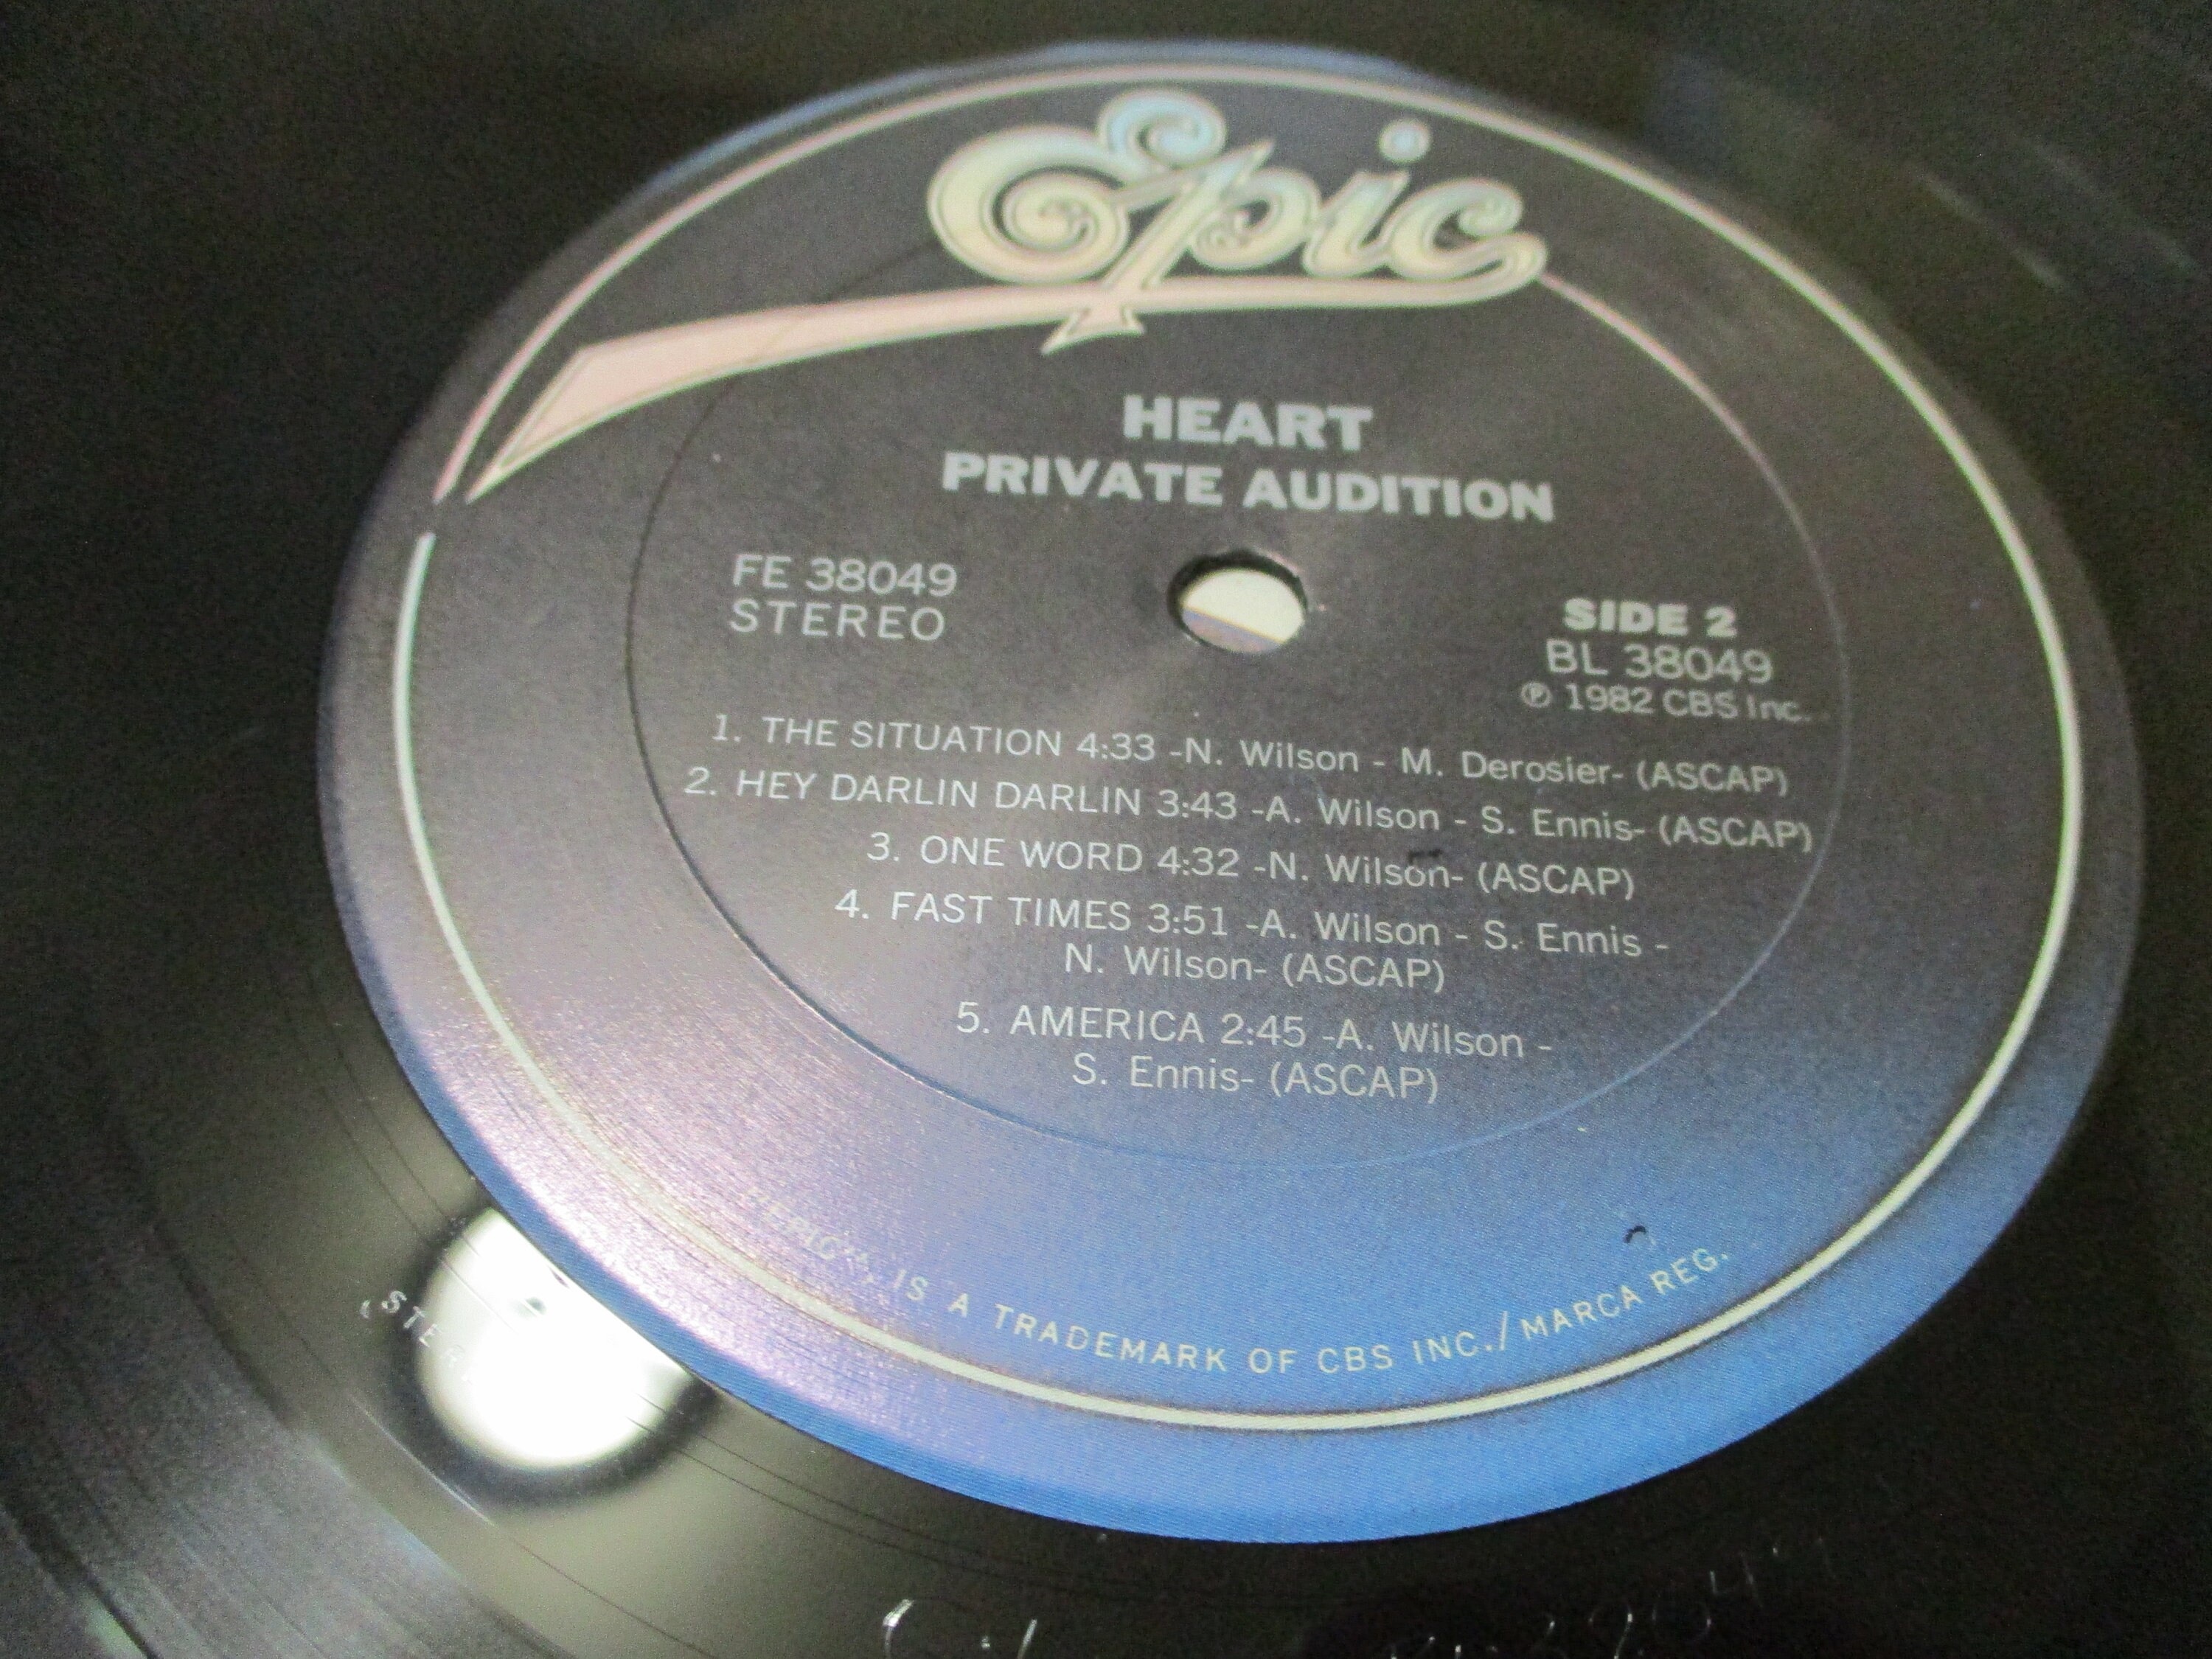 Epic
HEART
PRIVATE AUDITION
FE 38049
STEREO
SIDE 2
BL 38049
℗ 1982 CBS Inc.
1. THE SITUATION 4:33 -N. Wilson - M. Derosier- (ASCAP)
2. HEY DARLIN DARLIN 3:43 -A. Wilson - S. Ennis- (ASCAP)
3. ONE WORD 4:32 -N. Wilson- (ASCAP)
4. FAST TIMES 3:51 -A. Wilson - S. Ennis -
N. Wilson- (ASCAP)
5. AMERICA 2:45 -A. Wilson -
S. Ennis- (ASCAP)
"EPIC", IS A TRADEMARK OF CBS INC./MARCA REG.